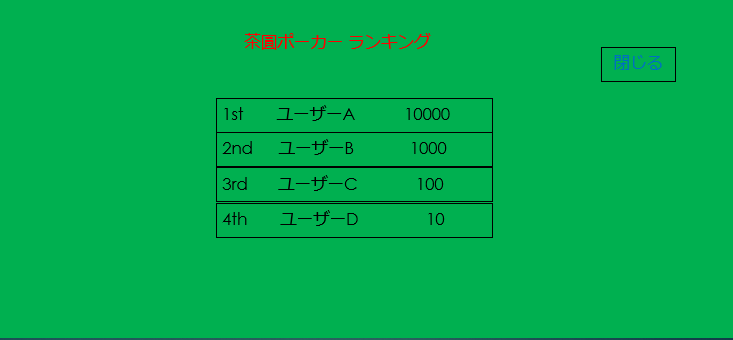 茶圓ポーカー ランキング
閉じる
1st ユーザーA 10000
2nd ユーザーB 1000
3rd ユーザーC 100
4th ユーザーD 10